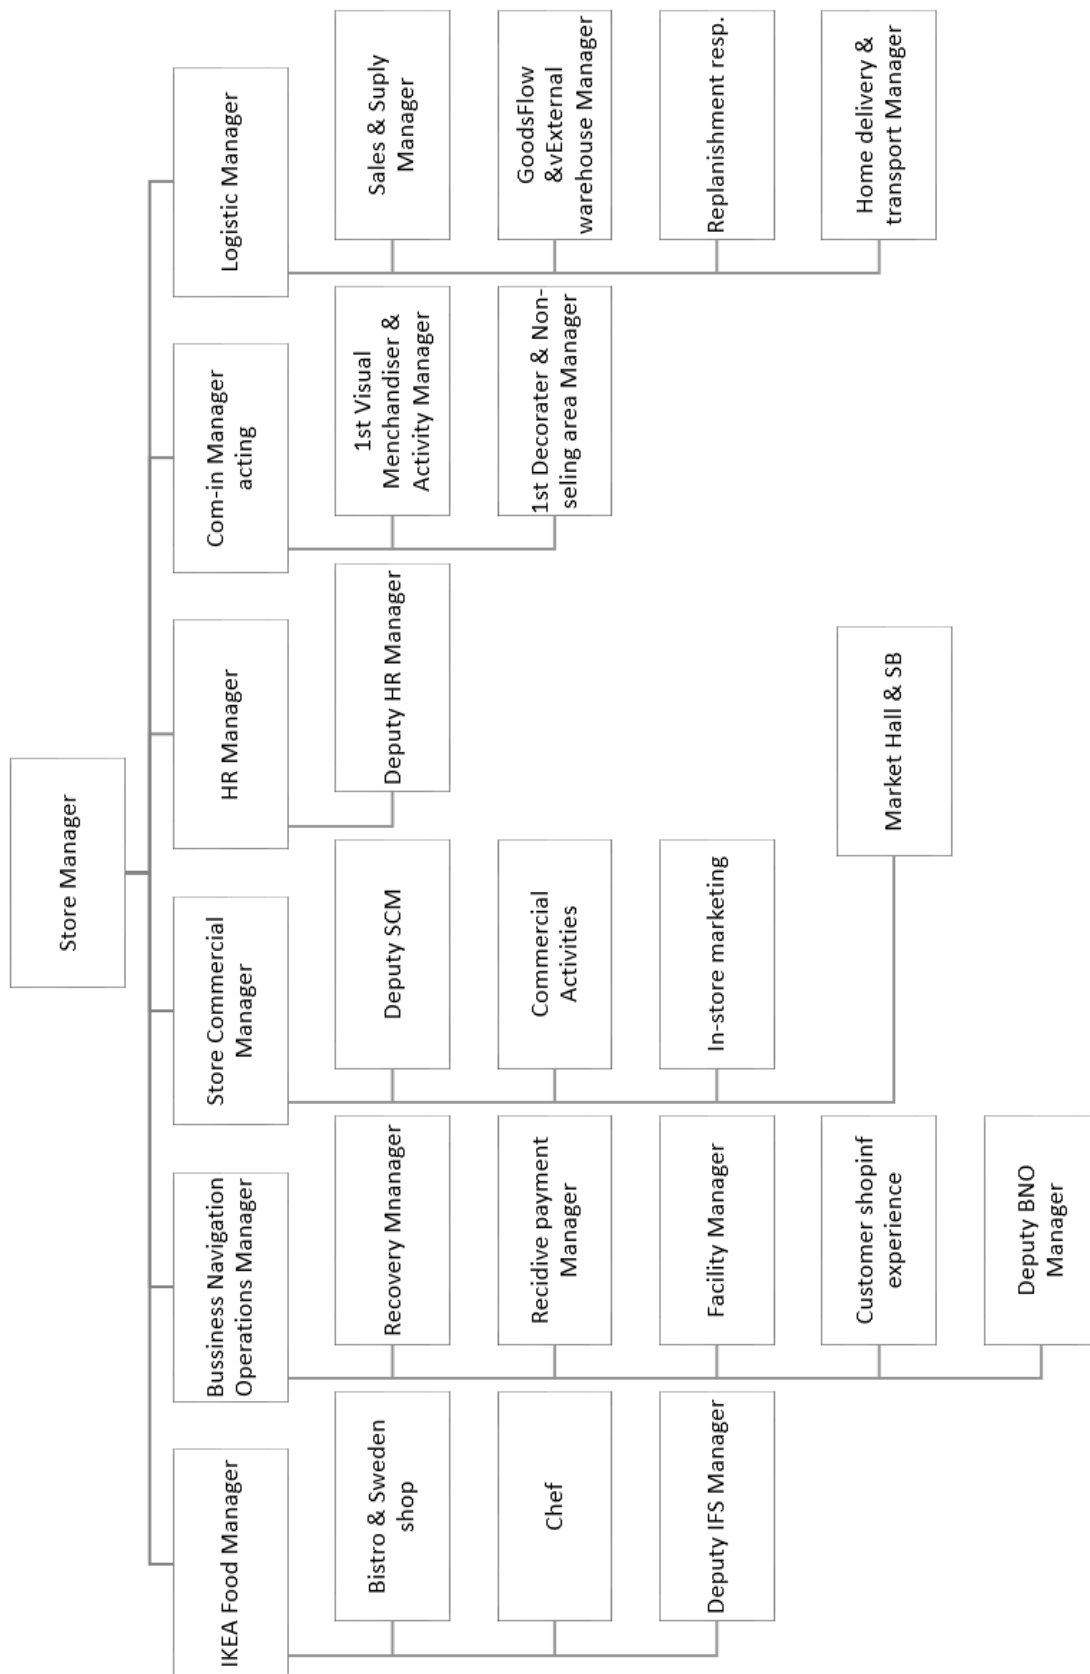 Store Manager
IKEA Food Manager
Bistro & Sweden
shop
Chef
Deputy IFS Manager
Bussiness Navigation
Operations Manager
Recovery Mnanager
Recidive payment
Manager
Facility Manager
Customer shopinf
experience
Deputy BNO
Manager
Store Commercial
Manager
Deputy SCM
Commercial
Activities
In-store marketing
Market Hall & SB
HR Manager
Deputy HR Manager
Com-in Manager
acting
1st Visual
Menchandiser &
Activity Manager
1st Decorater & Non-
seling area Manager
Logistic Manager
Sales & Suply
Manager
GoodsFlow
&vExternal
warehouse Manager
Replanishment resp.
Home delivery &
transport Manager